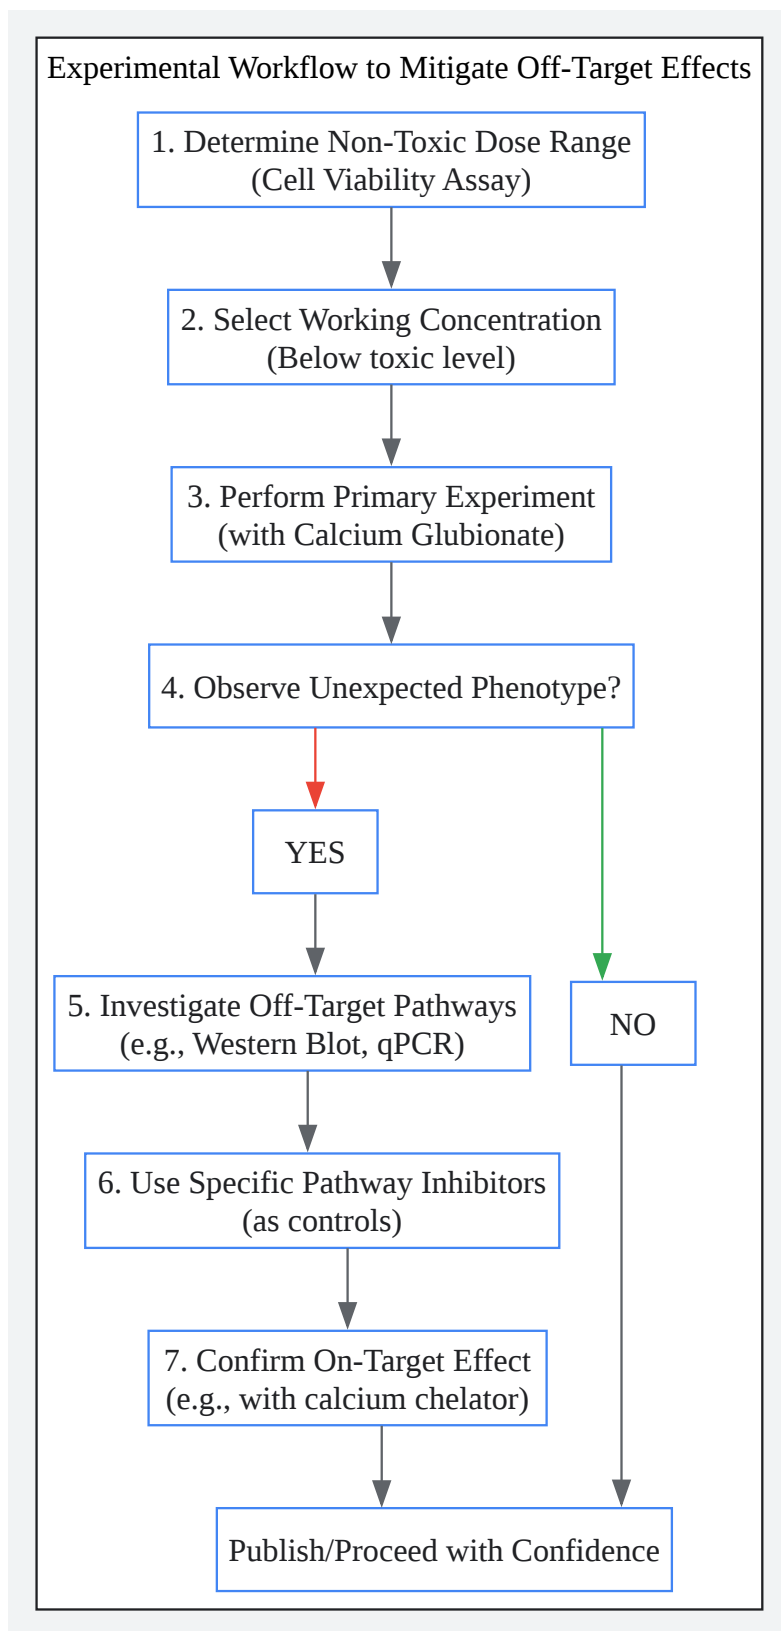 Experimental Workflow to Mitigate Off-Target Effects
1. Determine Non-Toxic Dose Range
(Cell Viability Assay)
2. Select Working Concentration
(Below toxic level)
3. Perform Primary Experiment
(with Calcium Glubionate)
4. Observe Unexpected Phenotype?
YES
5. Investigate Off-Target Pathways
(e.g., Western Blot, qPCR)
NO
6. Use Specific Pathway Inhibitors
(as controls)
7. Confirm On-Target Effect
(e.g., with calcium chelator)
Publish/Proceed with Confidence